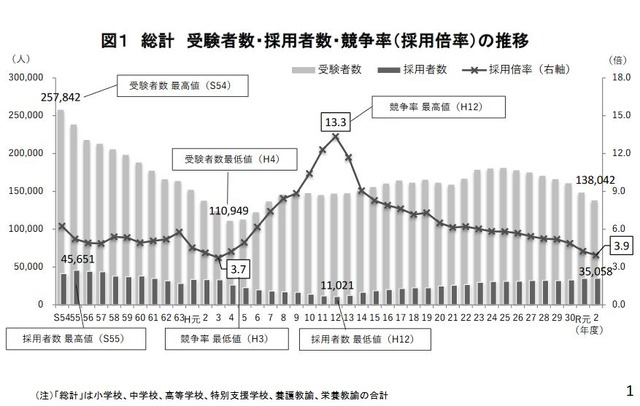 図1 総計 受験者数・採用者数・競争率（採用倍率）の推移
（人）
（倍）
受験者数 採用者数 採用倍率（右軸）
300,000
250,000
200,000
150,000
100,000
50,000
0
18.0
15.0
12.0
9.0
6.0
3.0
0.0
受験者数 最高値（S54）
257,842
競争率 最高値（H12）
13.3
受験者数最低値（H4）
110,949
138,042
45,651
3.7
11,021
3.9
35,058
S54 55 56 57 58 59 60 61 62 63 H元 2 3 4 5 6 7 8 9 10 11 12 13 14 15 16 17 18 19 20 21 22 23 24 25 26 27 28 29 30 R元 2
（年度）
採用者数 最高値（S55）
競争率 最低値（H3）
採用者数 最低値（H12）
（注）「総計」は小学校、中学校、高等学校、特別支援学校、養護教諭、栄養教諭の合計
1